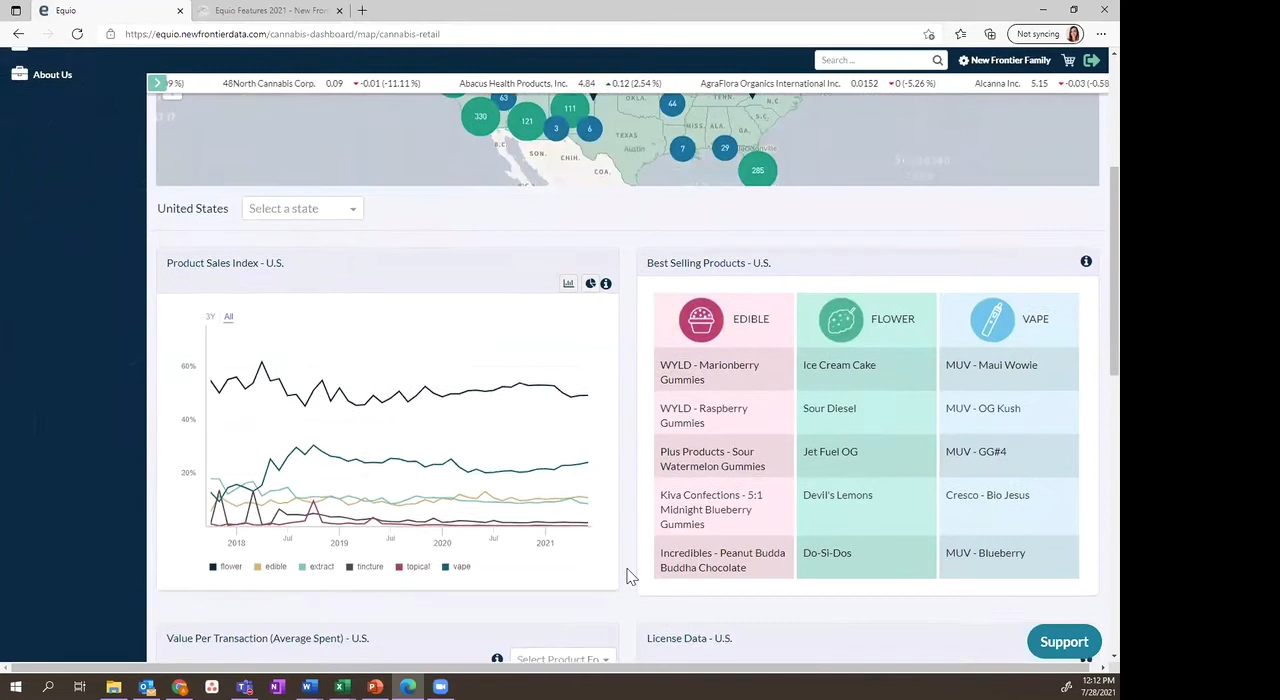 Equio
Equio Features 2021 - New Fron
https://equio.newfrontierdata.com/cannabis-dashboard/map/cannabis-retail
Not syncing
About Us
Search ...
New Frontier Family
9 %)
48North Cannabis Corp. 0.09 -0.01 (-11.11 %)
Abacus Health Products, Inc. 4.84 0.12 (2.54 %)
AgraFlora Organics International Inc. 0.0152 0 (-5.26 %)
Alcanna Inc. 5.15 -0.03 (-0.58
63
330
121
111
3
6
44
7
29
285
OKLA.
TENN.
N.C.
MISS.
ALA.
S.C.
GA.
TEXAS
Austin
Jacksonville
B.C.
SON.
CHIH.
COA.
United States
Select a state
Product Sales Index - U.S.
3Y All
60%
40%
20%
2018 Jul 2019 Jul 2020 Jul 2021
flower edible extract tincture topical vape
Best Selling Products - U.S.
EDIBLE FLOWER VAPE
WYLD - Marionberry
Gummies
Ice Cream Cake
MUV - Maui Wowie
WYLD - Raspberry
Gummies
Sour Diesel
MUV - OG Kush
Plus Products - Sour
Watermelon Gummies
Jet Fuel OG
MUV - GG#4
Kiva Confections - 5:1
Midnight Blueberry
Gummies
Devil's Lemons
Cresco - Bio Jesus
Incredibles - Peanut Budda
Buddha Chocolate
Do-Si-Dos
MUV - Blueberry
Value Per Transaction (Average Spent) - U.S.
Select Product Fo
License Data - U.S.
Support
12:12 PM
7/28/2021